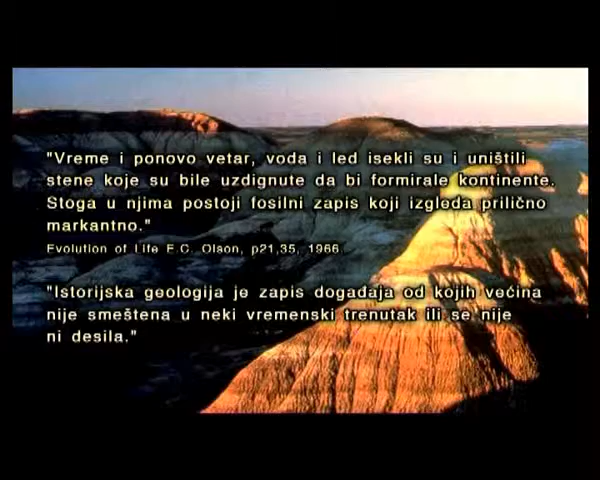 "Vreme i ponovo vetar, voda i led isekli su i uništili
stene koje su bile uzdignute da bi formirale kontinente.
Stoga u njima postoji fosilni zapis koji izgleda prilično
markantno."
Evolution of Life E.C. Olson, p21,35, 1966.
"Istorijska geologija je zapis događaja od kojih većina
nije smeštena u neki vremenski trenutak ili se nije
ni desila."